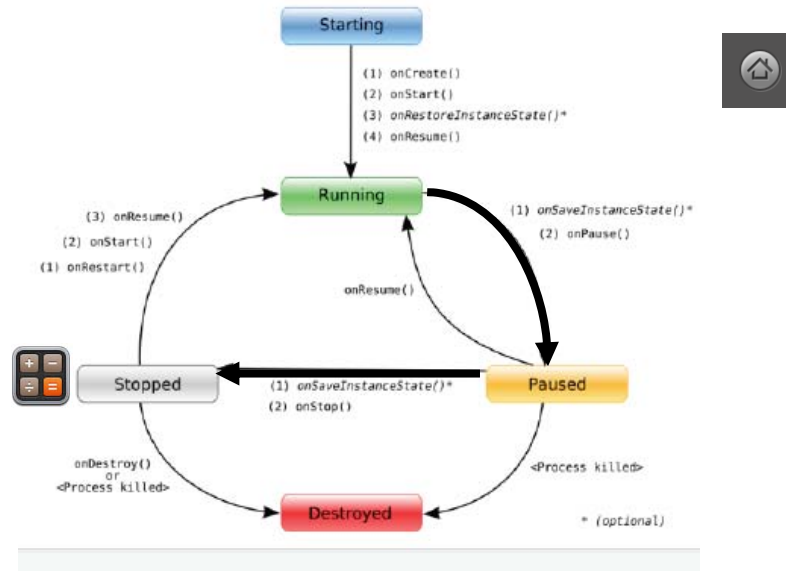 Starting
(1) onCreate()
(2) onStart()
(3) onRestoreInstanceState()*
(4) onResume()
Running
(1) onSaveInstanceState()*
(2) onPause()
(3) onResume()
(2) onStart()
(1) onRestart()
onResume()
Stopped
(1) onSaveInstanceState()*
(2) onStop()
Paused
onDestroy()
or
<Process killed>
<Process killed>
Destroyed
* (optional)